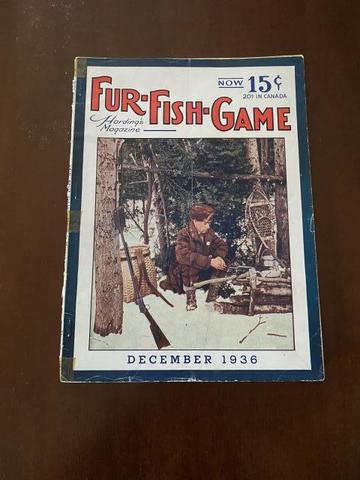 NOW 15¢
20¢ IN CANADA
FUR-FISH-GAME
Harding's
Magazine
DECEMBER 1936